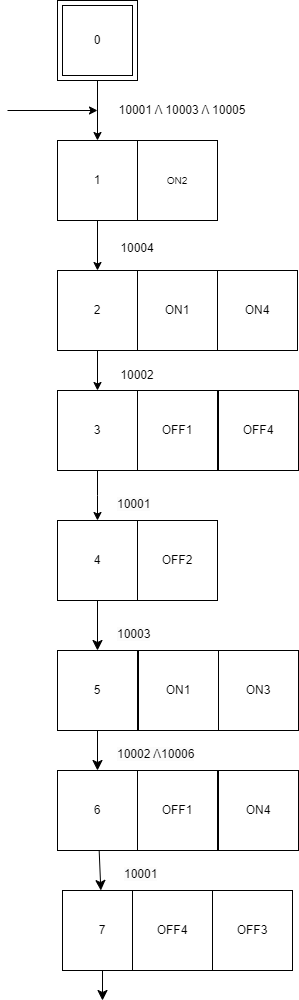 0
10001 /\ 10003 /\ 10005
1 ON2
10004
2 ON1 ON4
10002
3 OFF1 OFF4
10001
4 OFF2
10003
5 ON1 ON3
10002 /\10006
6 OFF1 ON4
10001
7 OFF4 OFF3